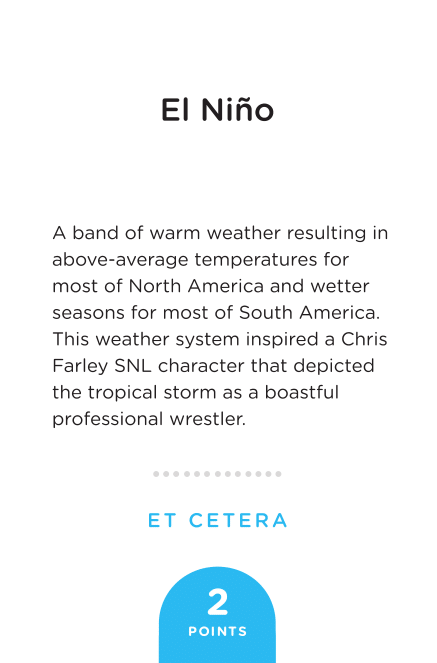 El Niño
A band of warm weather resulting in
above-average temperatures for
most of North America and wetter
seasons for most of South America.
This weather system inspired a Chris
Farley SNL character that depicted
the tropical storm as a boastful
professional wrestler.
ET CETERA
2
POINTS